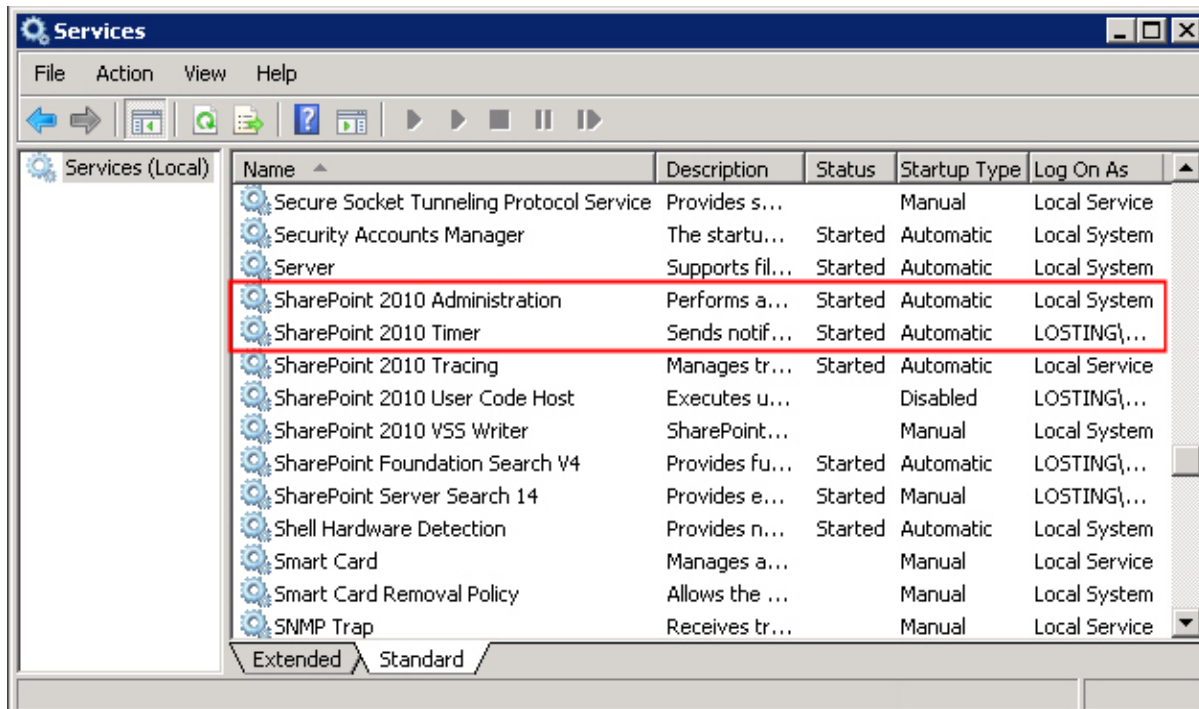 Services
File Action View Help
Services (Local)
Name Description Status Startup Type Log On As
Secure Socket Tunneling Protocol Service Provides s... Manual Local Service
Security Accounts Manager The startu... Started Automatic Local System
Server Supports fil... Started Automatic Local System
SharePoint 2010 Administration Performs a... Started Automatic Local System
SharePoint 2010 Timer Sends notif... Started Automatic LOSTING\...
SharePoint 2010 Tracing Manages tr... Started Automatic Local Service
SharePoint 2010 User Code Host Executes u... Disabled LOSTING\...
SharePoint 2010 VSS Writer SharePoint... Manual Local System
SharePoint Foundation Search V4 Provides fu... Started Automatic LOSTING\...
SharePoint Server Search 14 Provides e... Started Manual LOSTING\...
Shell Hardware Detection Provides n... Started Automatic Local System
Smart Card Manages a... Manual Local Service
Smart Card Removal Policy Allows the ... Manual Local System
SNMP Trap Receives tr... Manual Local Service
Extended Standard